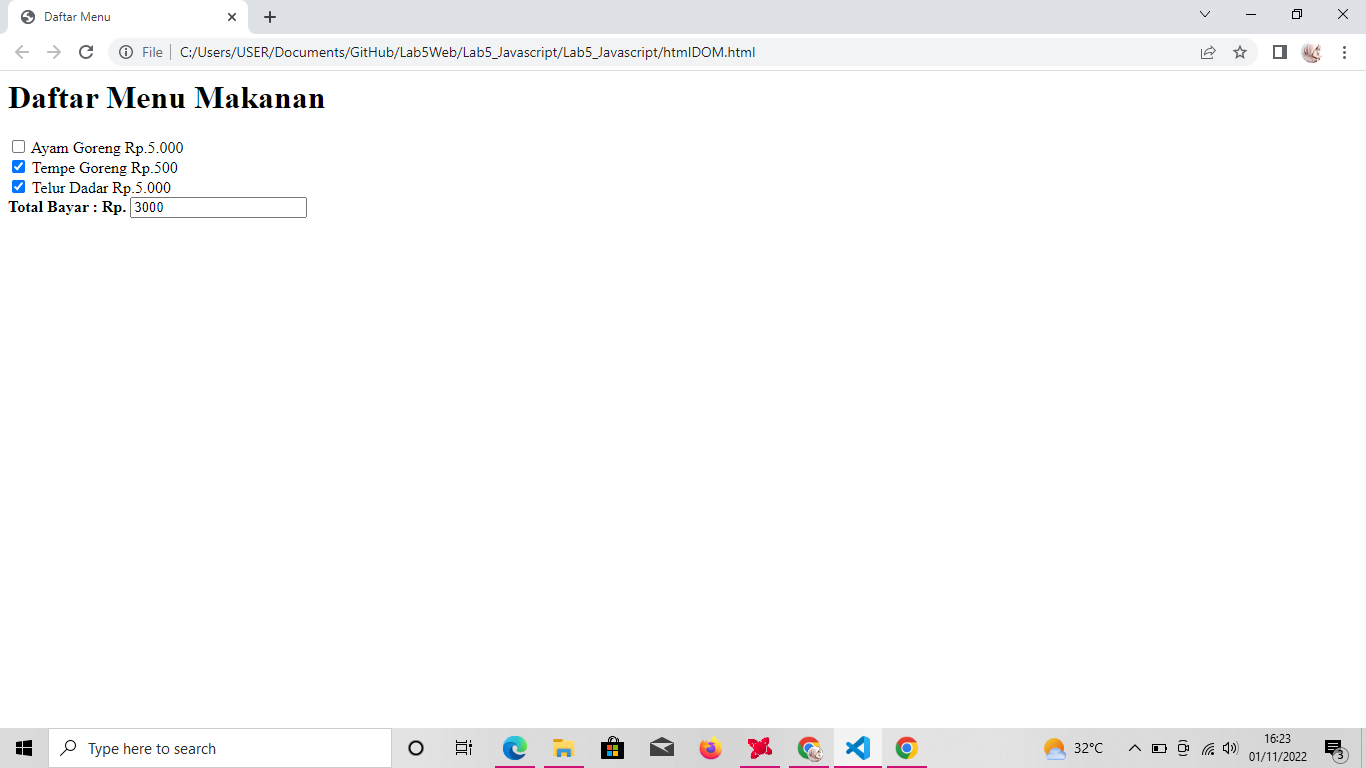 Daftar Menu
File
C:/Users/USER/Documents/GitHub/Lab5Web/Lab5_Javascript/Lab5_Javascript/htmlDOM.html
Daftar Menu Makanan
Ayam Goreng Rp.5.000
Tempe Goreng Rp.500
Telur Dadar Rp.5.000
Total Bayar : Rp. 3000
Type here to search
32°C
16:23
01/11/2022
3